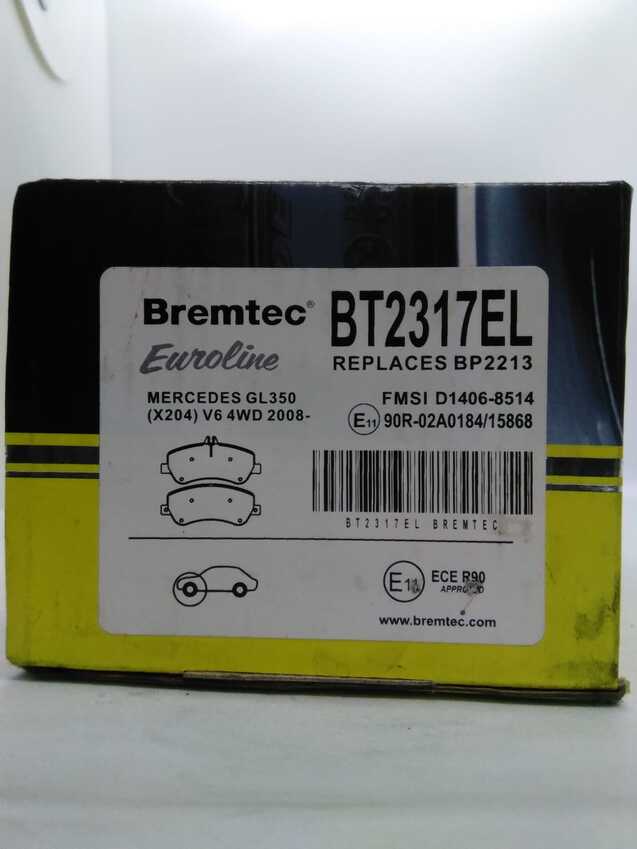 Bremtec®
Euroline
BT2317EL
REPLACES BP2213
MERCEDES GL350
(X204) V6 4WD 2008-
FMSI D1406-8514
E11 90R-02A0184/15868
BT2317EL BREMTEC
E11 ECE R90
APPROVED
www.bremtec.com